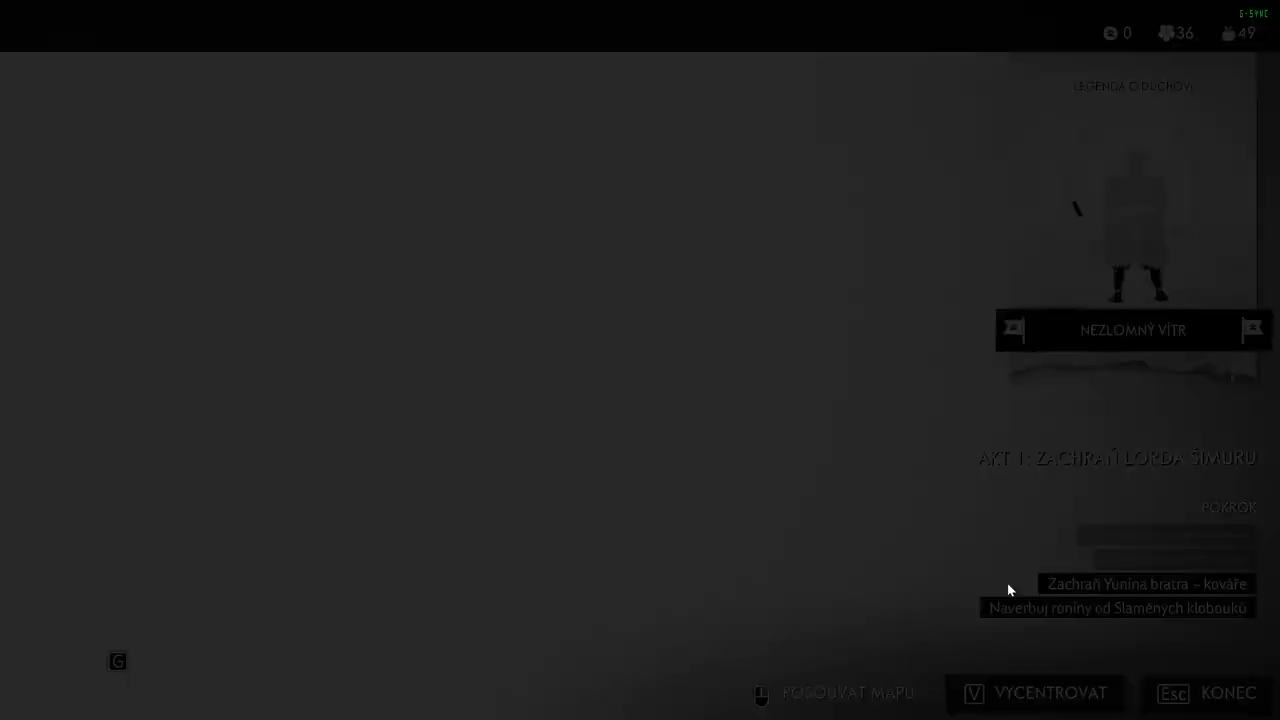 G-SYNC
0 36 49
LEGENDA O DUCHOVI
NEZLOMNÝ VÍTR
AKT 1: ZACHRAŇ LORDA ŠIMURU
POKROK
Zachraň Yunina bratra – kováře
Naverbuj róniny od Slaměných klobouků
G
POSOUVAT MAPU
V VYCENTROVAT
Esc KONEC